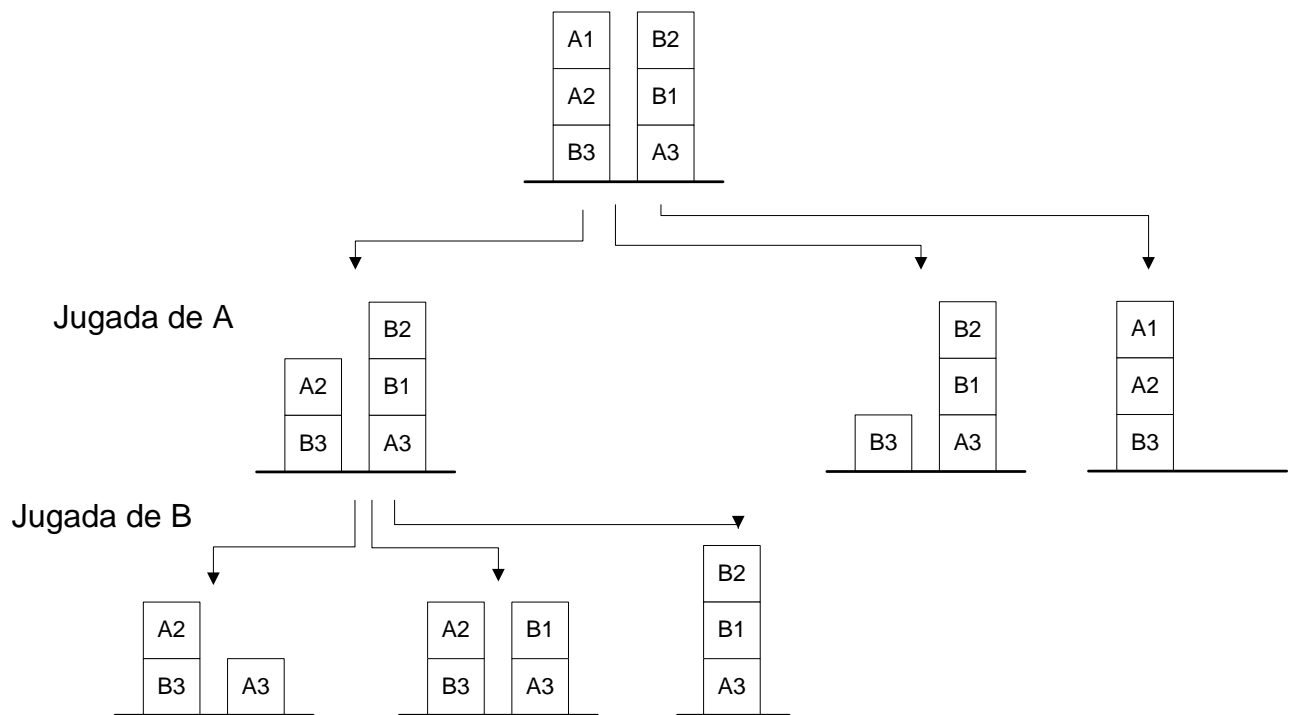 A1 B2
A2 B1
B3 A3
Jugada de A
B2 B2 A1
A2 B1 B1 A2
B3 A3 B3 A3 B3
Jugada de B
B2
A2 A2 B1 B1
B3 A3 B3 A3 A3